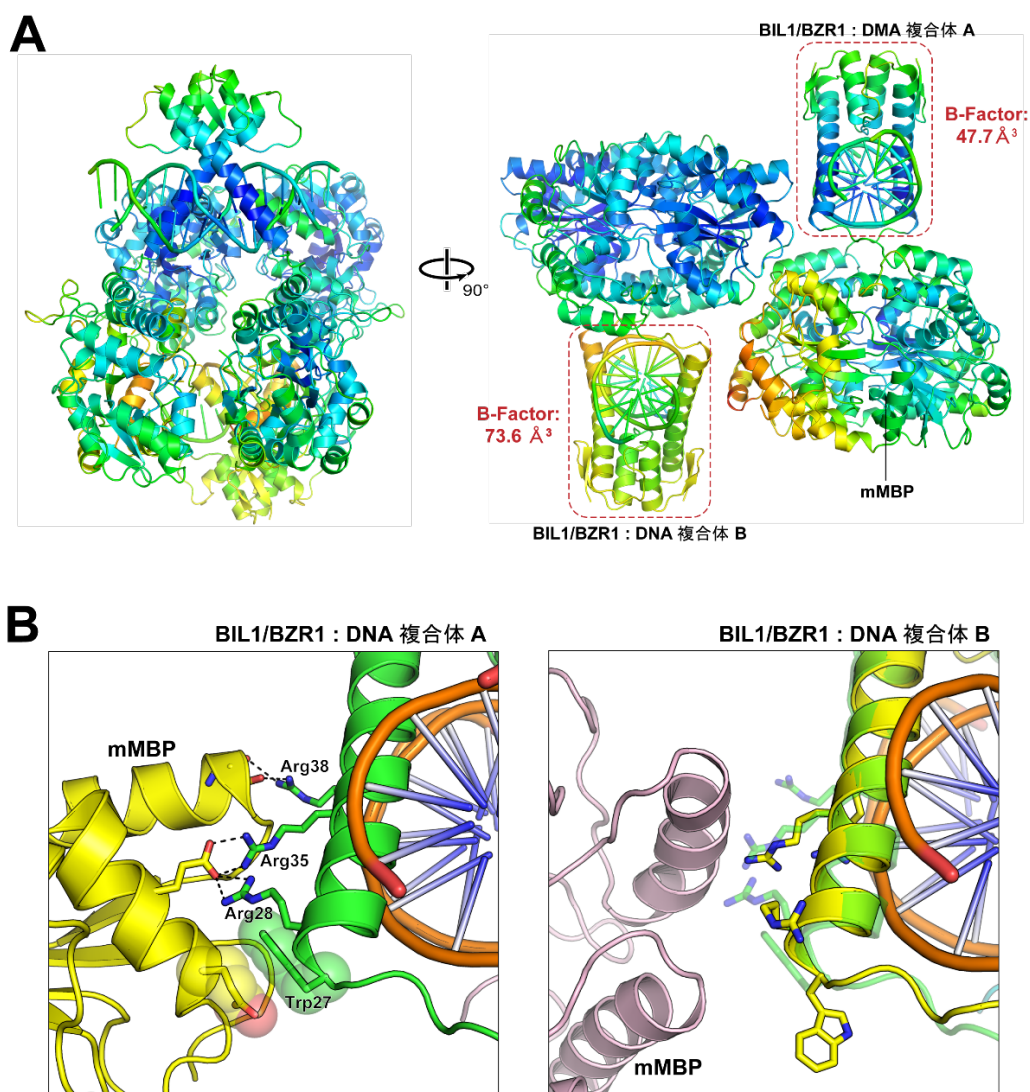 A
BIL1/BZR1 : DMA 複合体 A
B-Factor:
47.7 Å³
90°
B-Factor:
73.6 Å³
mMBP
BIL1/BZR1 : DNA 複合体 B
B
BIL1/BZR1 : DNA 複合体 A
mMBP
Arg38
Arg35
Arg28
Trp27
BIL1/BZR1 : DNA 複合体 B
mMBP